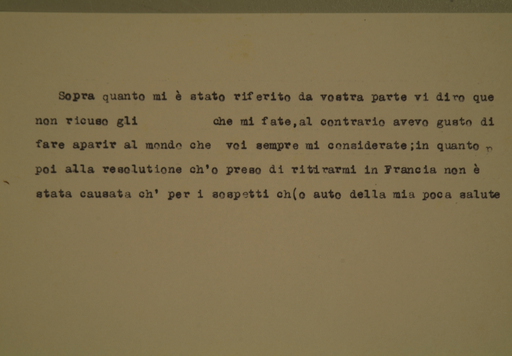 Sopra quanto mi è stato riferito da vostra parte vi diro que
non ricuso gli che mi fate,al contrario avevo gusto di
fare aparir al mondo che voi sempre mi considerate;in quanto
poi alla resolutione ch'o preso di ritirarmi in Francia non è
stata causata ch' per i sospetti ch(o auto della mia poca salute